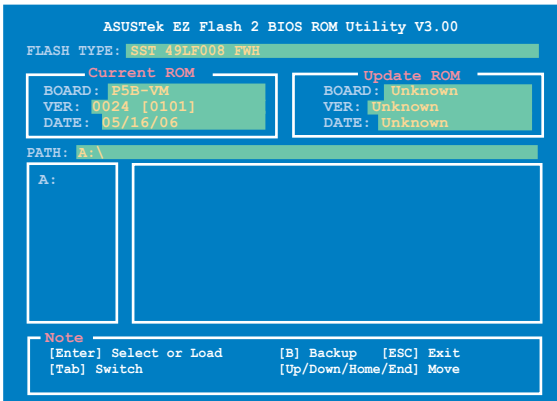 ASUSTek EZ Flash 2 BIOS ROM Utility V3.00
FLASH TYPE: SST 49LF008 FWH
Current ROM
BOARD: P5B-VM
VER: 0024 [0101]
DATE: 05/16/06
Update ROM
BOARD: Unknown
VER: Unknown
DATE: Unknown
PATH: A:\
A:
Note
[Enter] Select or Load [B] Backup [ESC] Exit
[Tab] Switch [Up/Down/Home/End] Move